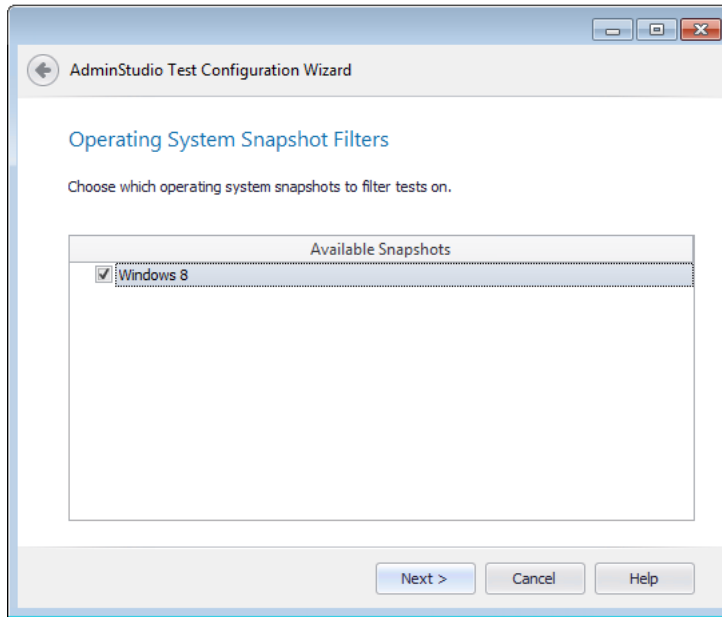 AdminStudio Test Configuration Wizard
Operating System Snapshot Filters
Choose which operating system snapshots to filter tests on.
Available Snapshots
Windows 8
Next >
Cancel
Help